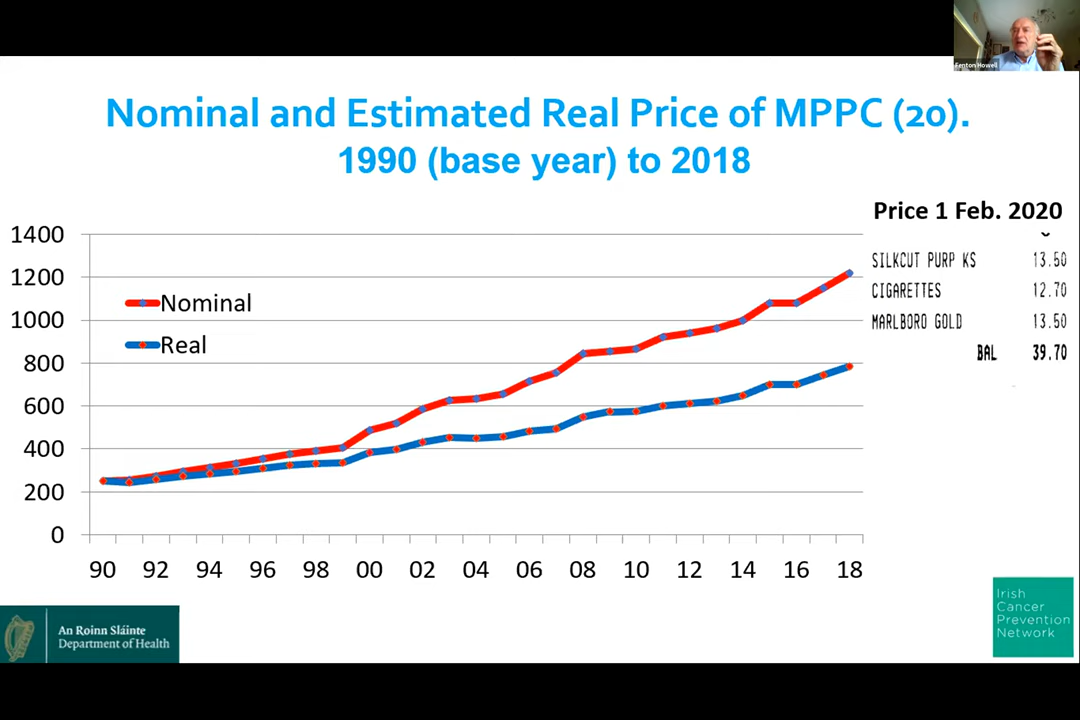 Fenton Howell
Nominal and Estimated Real Price of MPPC (20).
1990 (base year) to 2018
Price 1 Feb. 2020
SILKCUT PURP KS 13.50
CIGARETTES 12.70
MARLBORO GOLD 13.50
BAL 39.70
1400
1200
1000
800
600
400
200
0
Nominal
Real
90 92 94 96 98 00 02 04 06 08 10 12 14 16 18
An Roinn Sláinte
Department of Health
Irish
Cancer
Prevention
Network